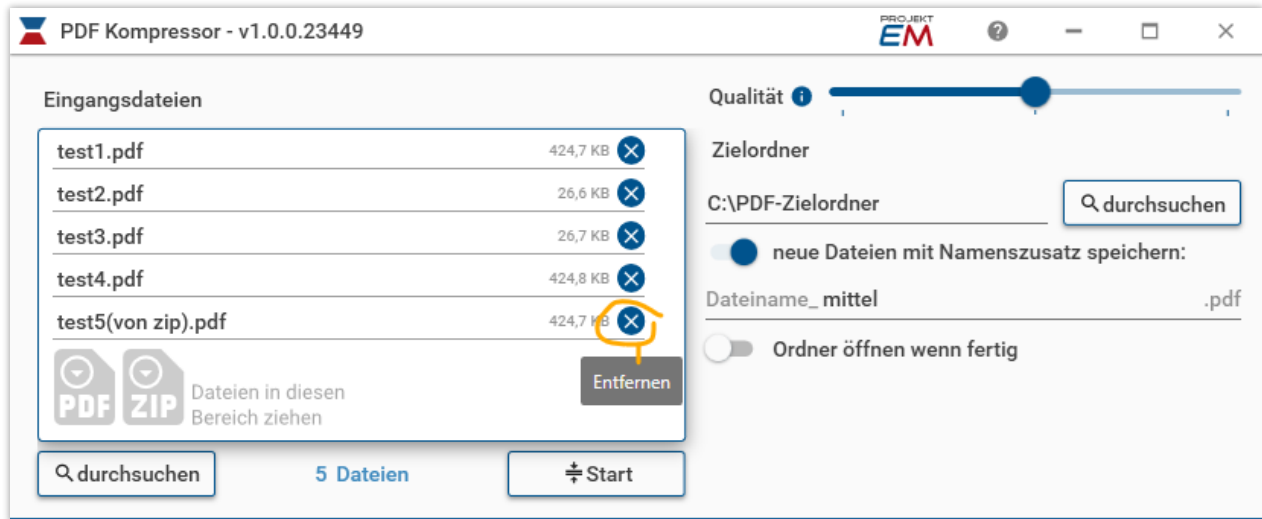 PDF Kompressor - v1.0.0.23449
PROJEKT
EM
Eingangsdateien
test1.pdf 424,7 KB
test2.pdf 26,6 KB
test3.pdf 26,7 KB
test4.pdf 424,8 KB
test5(von zip).pdf 424,7 KB
PDF ZIP
Dateien in diesen
Bereich ziehen
Entfernen
durchsuchen
5 Dateien
Start
Qualität
Zielordner
C:\PDF-Zielordner
durchsuchen
neue Dateien mit Namenszusatz speichern:
Dateiname_ mittel .pdf
Ordner öffnen wenn fertig